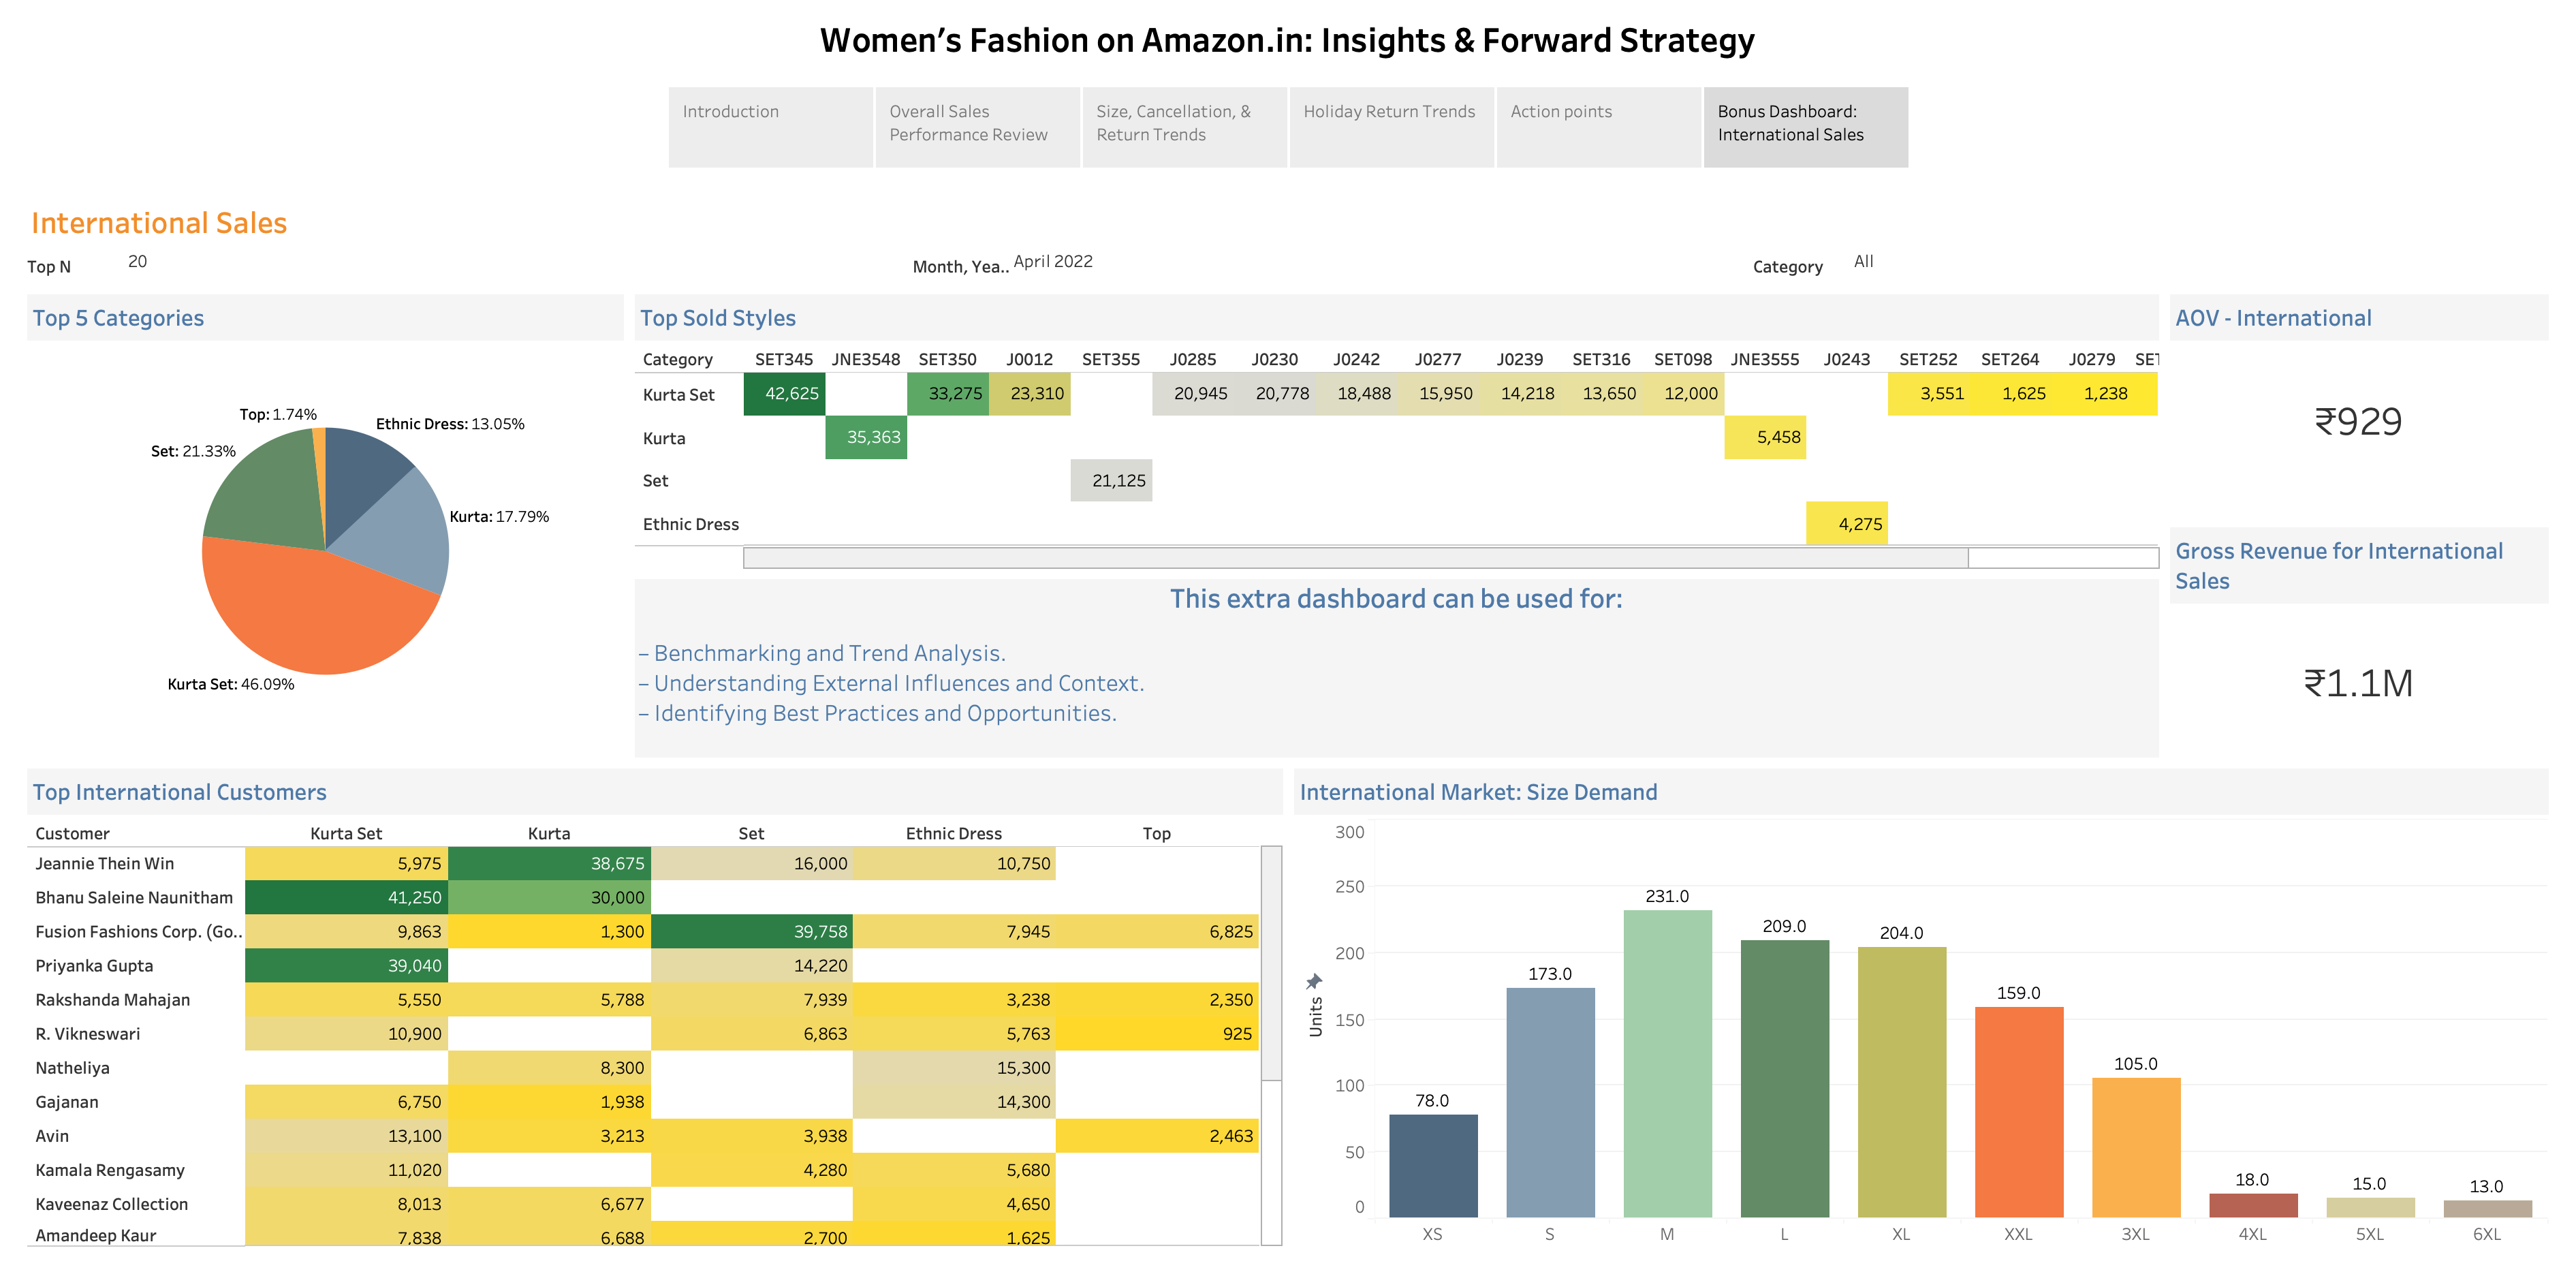 Women’s Fashion on Amazon.in: Insights & Forward Strategy
Introduction
Overall Sales
Performance Review
Size, Cancellation, &
Return Trends
Holiday Return Trends
Action points
Bonus Dashboard:
International Sales
International Sales
Top N 20
Month, Yea.. April 2022
Category All
Top 5 Categories
Top: 1.74%
Ethnic Dress: 13.05%
Set: 21.33%
Kurta: 17.79%
Kurta Set: 46.09%
Top Sold Styles
Category SET345 JNE3548 SET350 J0012 SET355 J0285 J0230 J0242 J0277 J0239 SET316 SET098 JNE3555 J0243 SET252 SET264 J0279 SET
Kurta Set 42,625 33,275 23,310 20,945 20,778 18,488 15,950 14,218 13,650 12,000 3,551 1,625 1,238
Kurta 35,363 5,458
Set 21,125
Ethnic Dress 4,275
This extra dashboard can be used for:
– Benchmarking and Trend Analysis.
– Understanding External Influences and Context.
– Identifying Best Practices and Opportunities.
AOV - International
₹929
Gross Revenue for International
Sales
₹1.1M
Top International Customers
Customer Kurta Set Kurta Set Ethnic Dress Top
Jeannie Thein Win 5,975 38,675 16,000 10,750
Bhanu Saleine Naunitham 41,250 30,000
Fusion Fashions Corp. (Go.. 9,863 1,300 39,758 7,945 6,825
Priyanka Gupta 39,040 14,220
Rakshanda Mahajan 5,550 5,788 7,939 3,238 2,350
R. Vikneswari 10,900 6,863 5,763 925
Natheliya 8,300 15,300
Gajanan 6,750 1,938 14,300
Avin 13,100 3,213 3,938 2,463
Kamala Rengasamy 11,020 4,280 5,680
Kaveenaz Collection 8,013 6,677 4,650
Amandeep Kaur 7,838 6,688 2,700 1,625
International Market: Size Demand
Units
300
250
200
150
100
50
0
78.0
173.0
231.0
209.0
204.0
159.0
105.0
18.0
15.0
13.0
XS S M L XL XXL 3XL 4XL 5XL 6XL